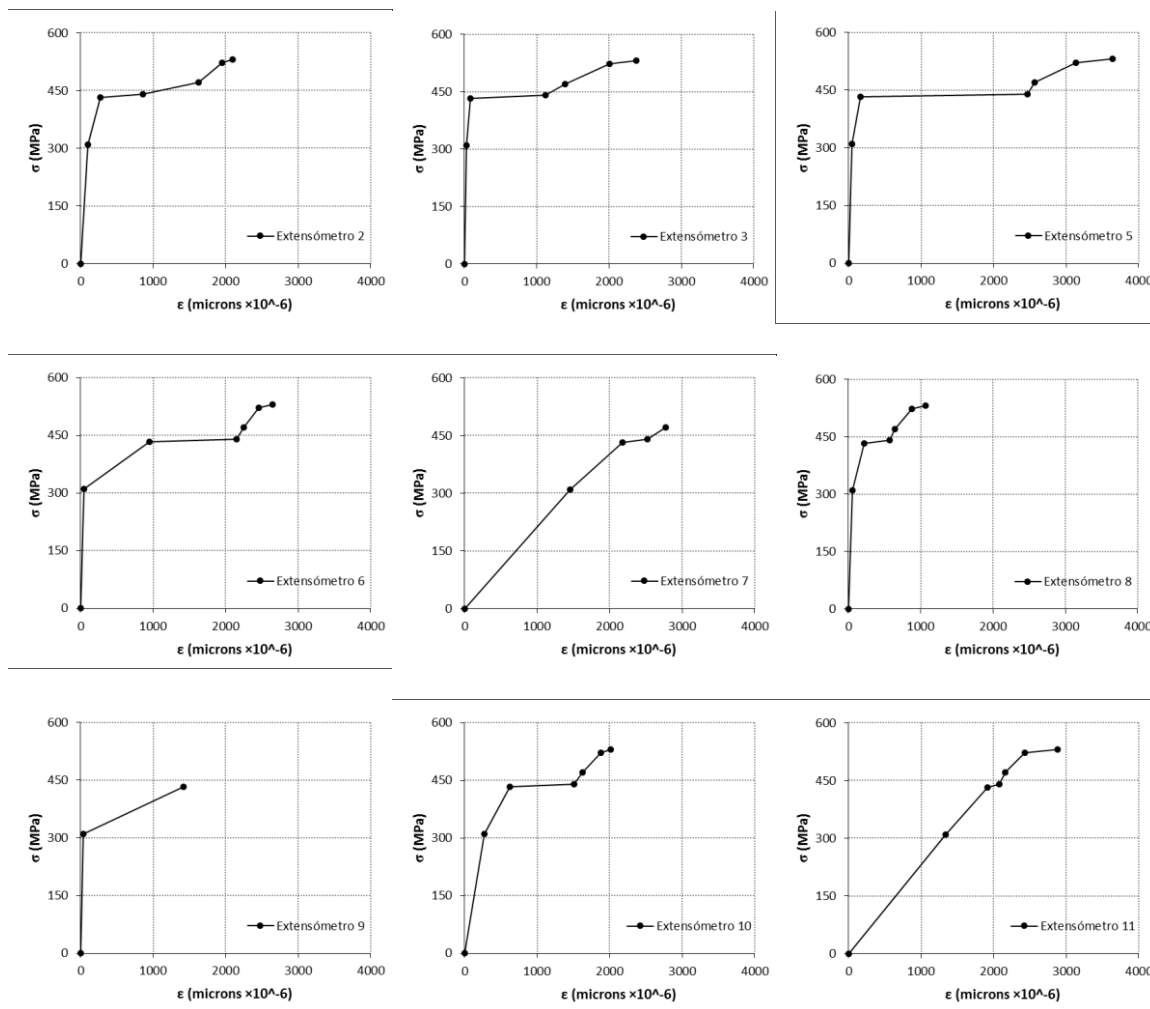 600
450
300
150
0
σ (MPa)
Extensómetro 2
0 1000 2000 3000 4000
ε (microns ×10^-6)
600
450
300
150
0
σ (MPa)
Extensómetro 3
0 1000 2000 3000 4000
ε (microns ×10^-6)
600
450
300
150
0
σ (MPa)
Extensómetro 5
0 1000 2000 3000 4000
ε (microns ×10^-6)
600
450
300
150
0
σ (MPa)
Extensómetro 6
0 1000 2000 3000 4000
ε (microns ×10^-6)
600
450
300
150
0
σ (MPa)
Extensómetro 7
0 1000 2000 3000 4000
ε (microns ×10^-6)
600
450
300
150
0
σ (MPa)
Extensómetro 8
0 1000 2000 3000 4000
ε (microns ×10^-6)
600
450
300
150
0
σ (MPa)
Extensómetro 9
0 1000 2000 3000 4000
ε (microns ×10^-6)
600
450
300
150
0
σ (MPa)
Extensómetro 10
0 1000 2000 3000 4000
ε (microns ×10^-6)
600
450
300
150
0
σ (MPa)
Extensómetro 11
0 1000 2000 3000 4000
ε (microns ×10^-6)